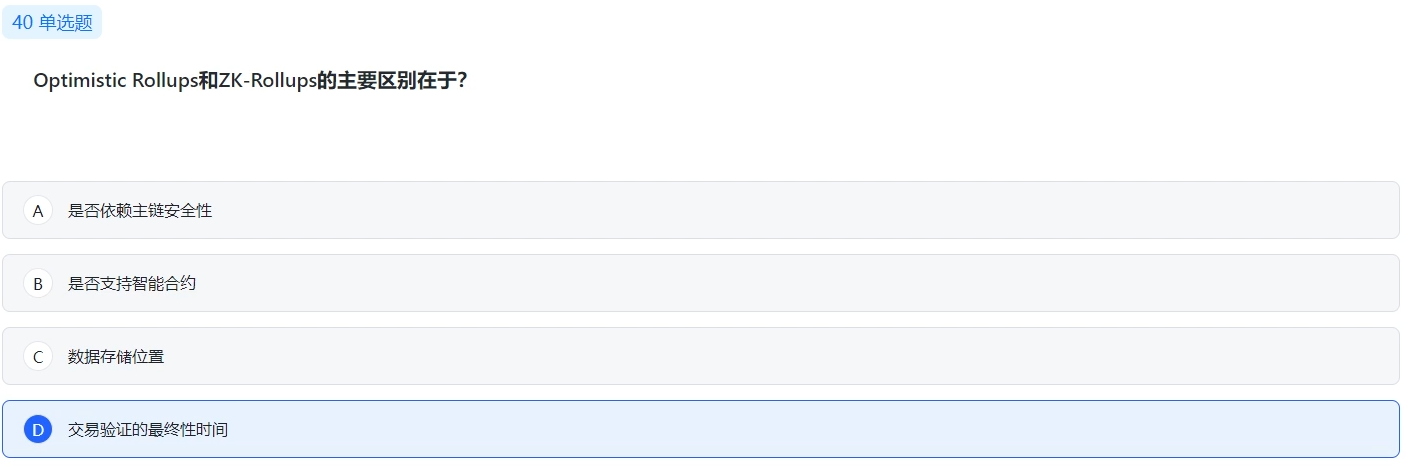 40 单选题
Optimistic Rollups和ZK-Rollups的主要区别在于？
A 是否依赖主链安全性
B 是否支持智能合约
C 数据存储位置
D 交易验证的最终性时间